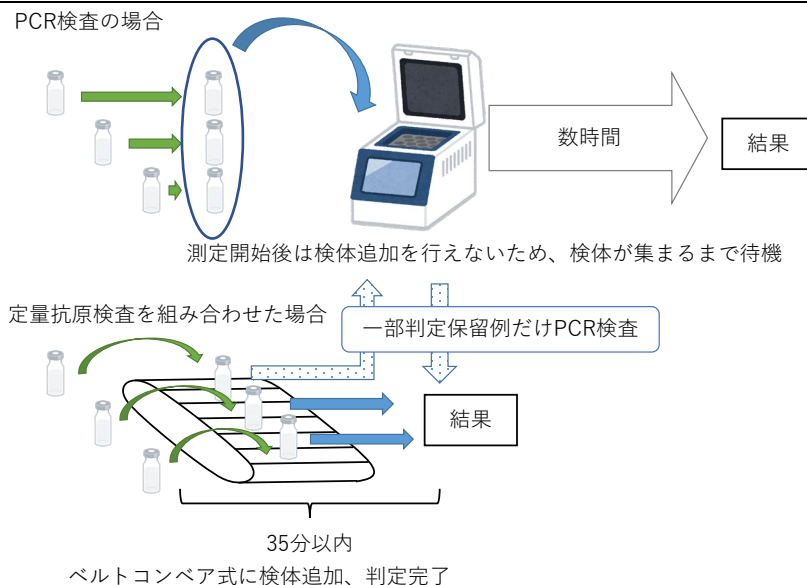 PCR検査の場合
数時間
結果
測定開始後は検体追加を行えないため、検体が集まるまで待機
定量抗原検査を組み合わせた場合
一部判定保留例だけPCR検査
結果
35分以内
ベルトコンベア式に検体追加、判定完了